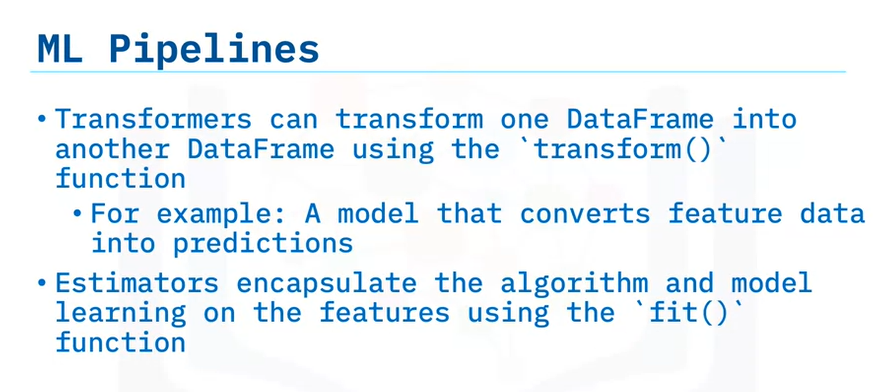 ML Pipelines
• Transformers can transform one DataFrame into
another DataFrame using the `transform()`
function
• For example: A model that converts feature data
into predictions
• Estimators encapsulate the algorithm and model
learning on the features using the `fit()`
function